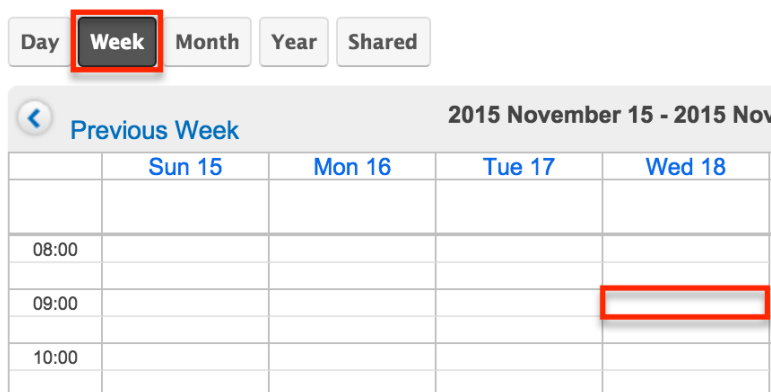 Day Week Month Year Shared
2015 November 15 - 2015 Nov
Previous Week
Sun 15 Mon 16 Tue 17 Wed 18
08:00
09:00
10:00